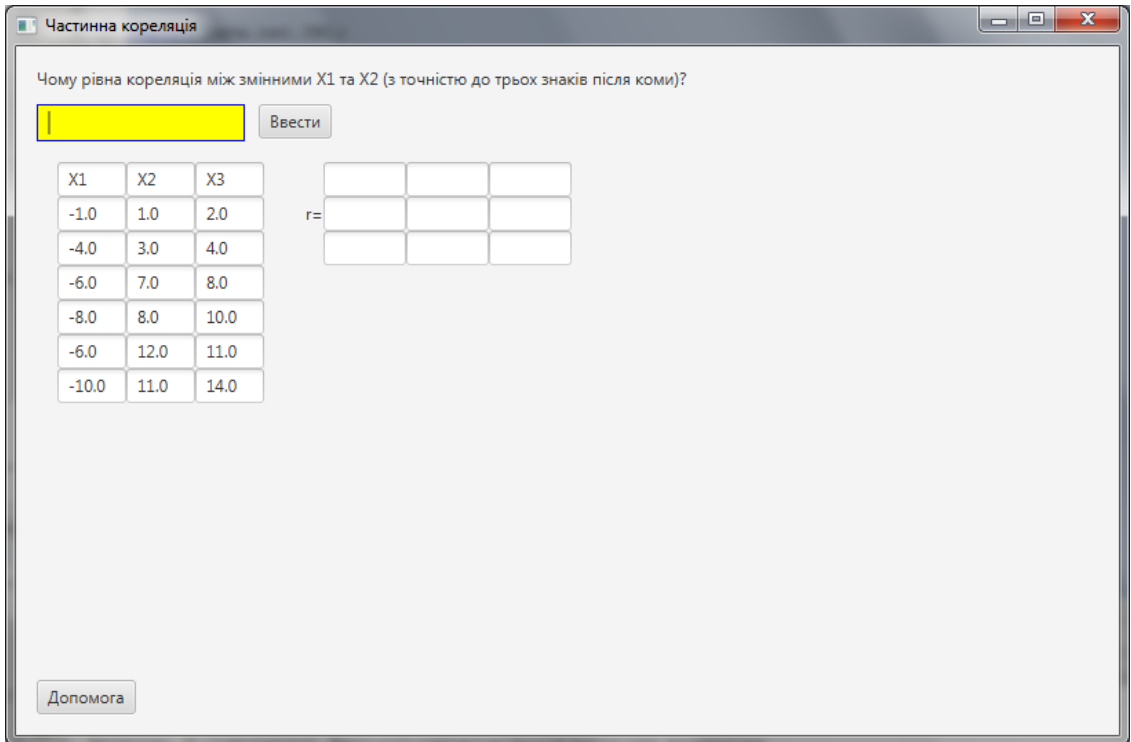 Частинна кореляція
Чому рівна кореляція між змінними X1 та X2 (з точністю до трьох знаків після коми)?
Ввести
X1 X2 X3
-1.0 1.0 2.0
r=
-4.0 3.0 4.0
-6.0 7.0 8.0
-8.0 8.0 10.0
-6.0 12.0 11.0
-10.0 11.0 14.0
Допомога